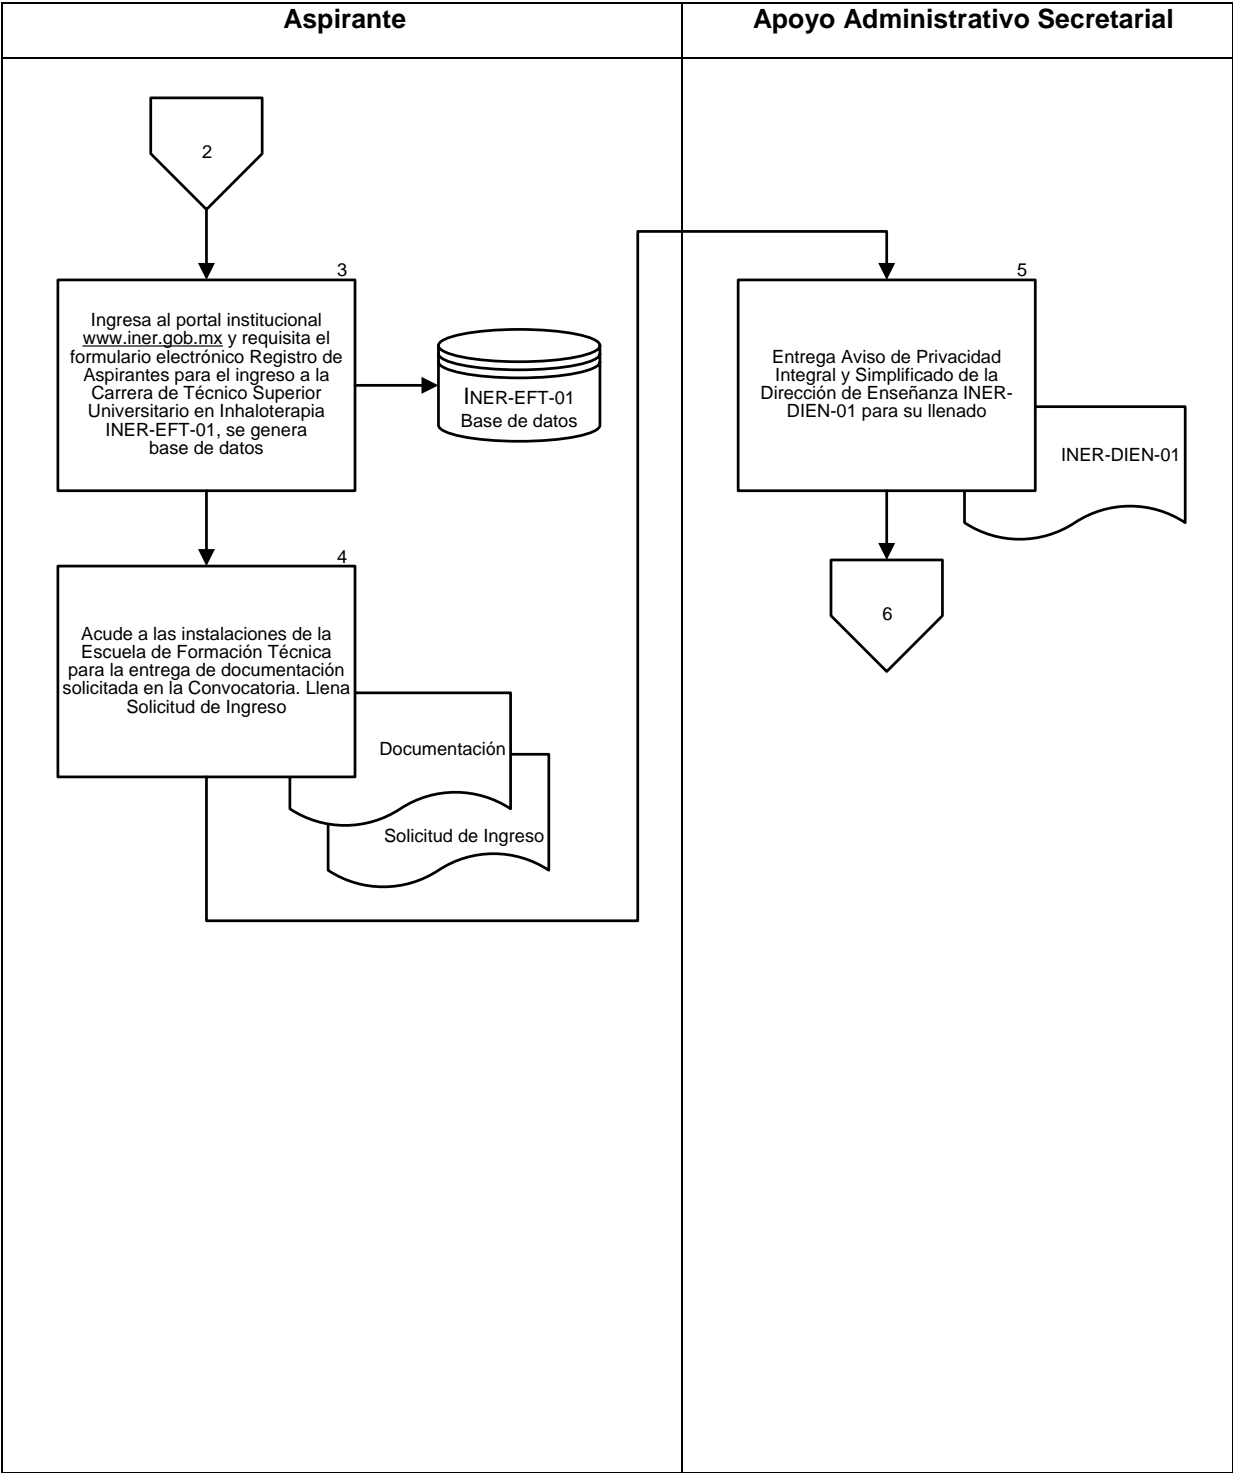 Aspirante
Apoyo Administrativo Secretarial
2
3
Ingresa al portal institucional
www.iner.gob.mx y requisita el
formulario electrónico Registro de
Aspirantes para el ingreso a la
Carrera de Técnico Superior
Universitario en Inhaloterapia
INER-EFT-01, se genera
base de datos
INER-EFT-01
Base de datos
4
Acude a las instalaciones de la
Escuela de Formación Técnica
para la entrega de documentación
solicitada en la Convocatoria. Llena
Solicitud de Ingreso
Documentación
Solicitud de Ingreso
5
Entrega Aviso de Privacidad
Integral y Simplificado de la
Dirección de Enseñanza INER-
DIEN-01 para su llenado
INER-DIEN-01
6